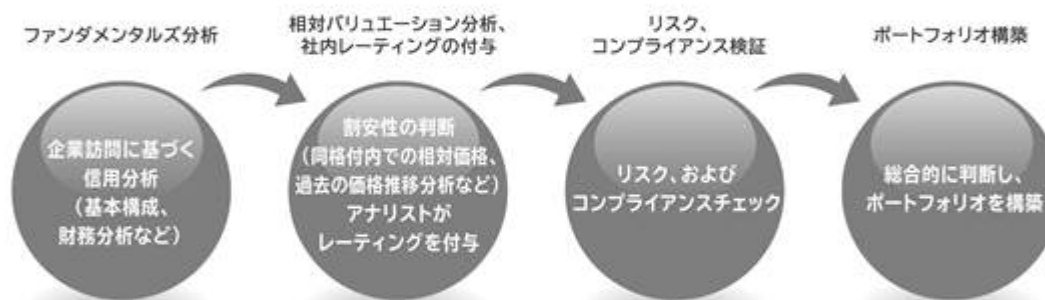 ファンダメンタルズ分析
相対バリュエーション分析、
社内レーティングの付与
リスク、
コンプライアンス検証
ポートフォリオ構築
企業訪問に基づく
信用分析
(基本構成、
財務分析など)
割安性の判断
(同格付内での相対価格、
過去の価格推移分析など)
アナリストが
レーティングを付与
リスク、および
コンプライアンスチェック
総合的に判断し、
ポートフォリオを構築